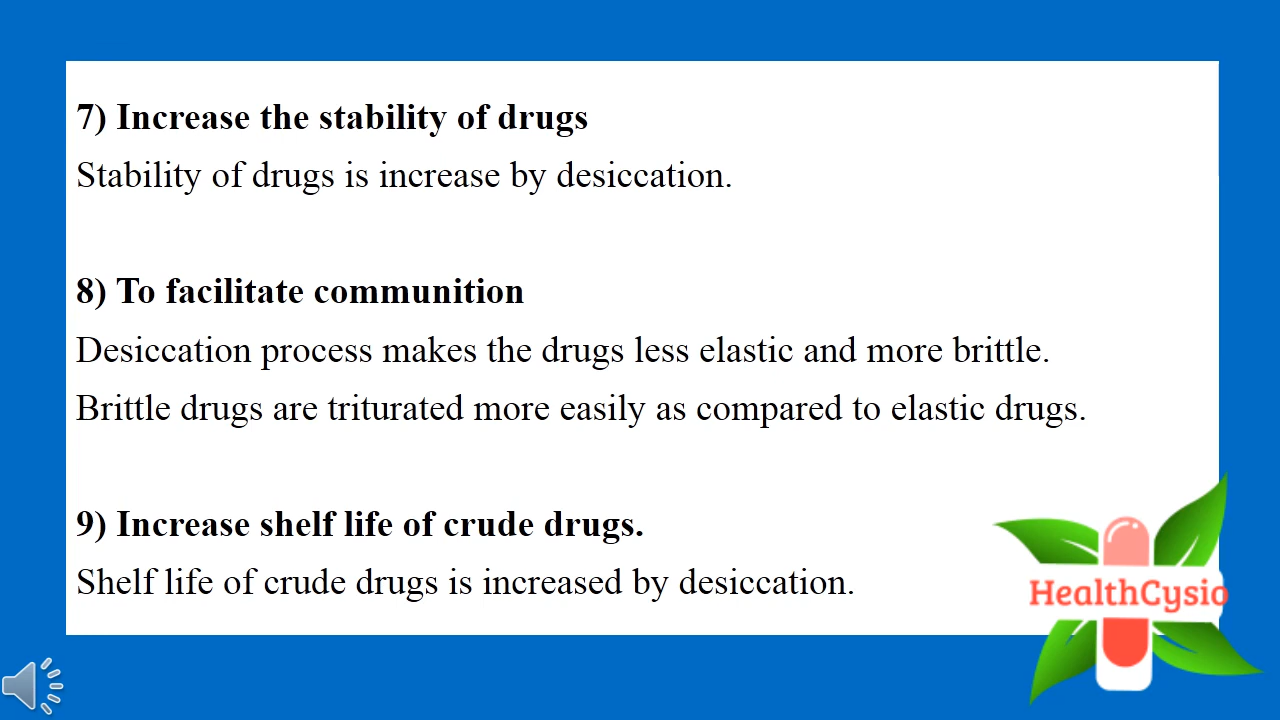 7) Increase the stability of drugs
Stability of drugs is increase by desiccation.
8) To facilitate communition
Desiccation process makes the drugs less elastic and more brittle.
Brittle drugs are triturated more easily as compared to elastic drugs.
9) Increase shelf life of crude drugs.
Shelf life of crude drugs is increased by desiccation.
HealthCysio